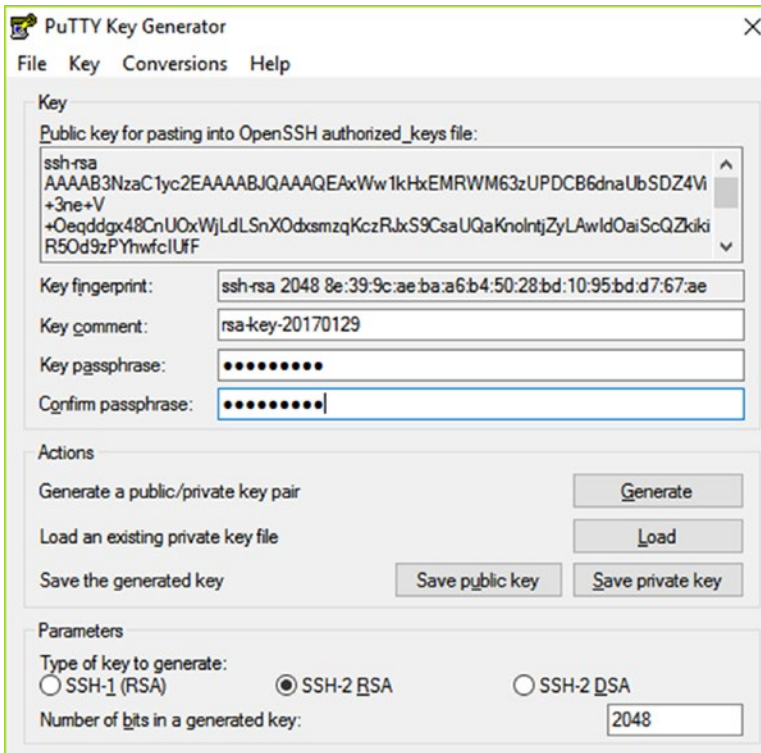 PuTTY Key Generator
File Key Conversions Help
Key
Public key for pasting into OpenSSH authorized_keys file:
ssh-rsa
AAAAB3NzaC1yc2EAAAABJQAAAQEAxWw1kHxEMRWM63zUPDCB6dnaUbSDZ4Vi
+3ne+V
+Oeqddgx48CnUOxWjLdLSnXOdxsmzqKczRJxS9CsaUQaKnolntjZyLAwldOaiScQZkiki
R5Od9zPYhwfcIUfF
Key fingerprint: ssh-rsa 2048 8e:39:9c:ae:ba:a6:b4:50:28:bd:10:95:bd:d7:67:ae
Key comment: rsa-key-20170129
Key passphrase: ●●●●●●●●●
Confirm passphrase: ●●●●●●●●●
Actions
Generate a public/private key pair Generate
Load an existing private key file Load
Save the generated key Save public key Save private key
Parameters
Type of key to generate:
SSH-1 (RSA) SSH-2 RSA SSH-2 DSA
Number of bits in a generated key: 2048